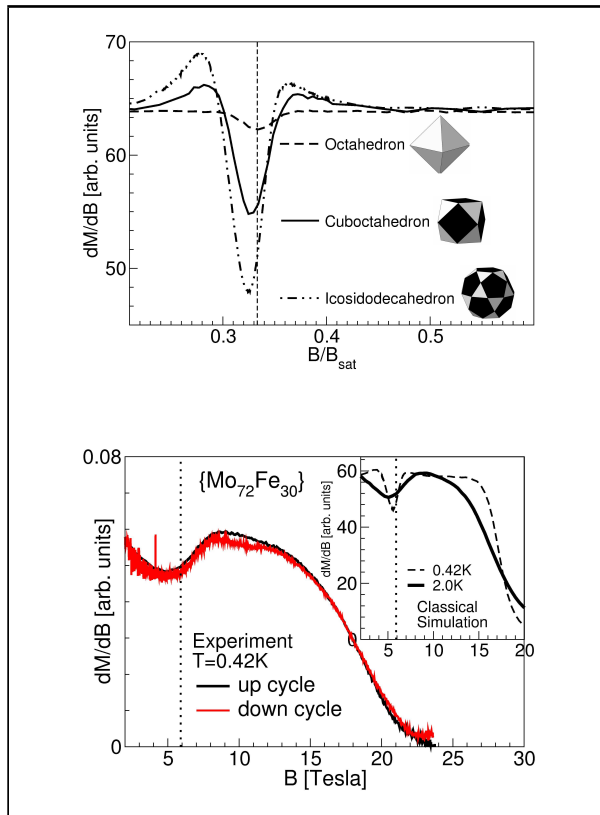 70
60
50
dM/dB [arb. units]
Octahedron
Cuboctahedron
Icosidodecahedron
0.3 0.4 0.5
B/B_sat
0.08
{Mo72Fe30}
dM/dB [arb. units]
60
40
20
0
dM/dB [arb. units]
0.42K
2.0K
Classical
Simulation
0 5 10 15 20
Experiment
T=0.42K
up cycle
down cycle
0
5 10 15 20 25 30
B [Tesla]